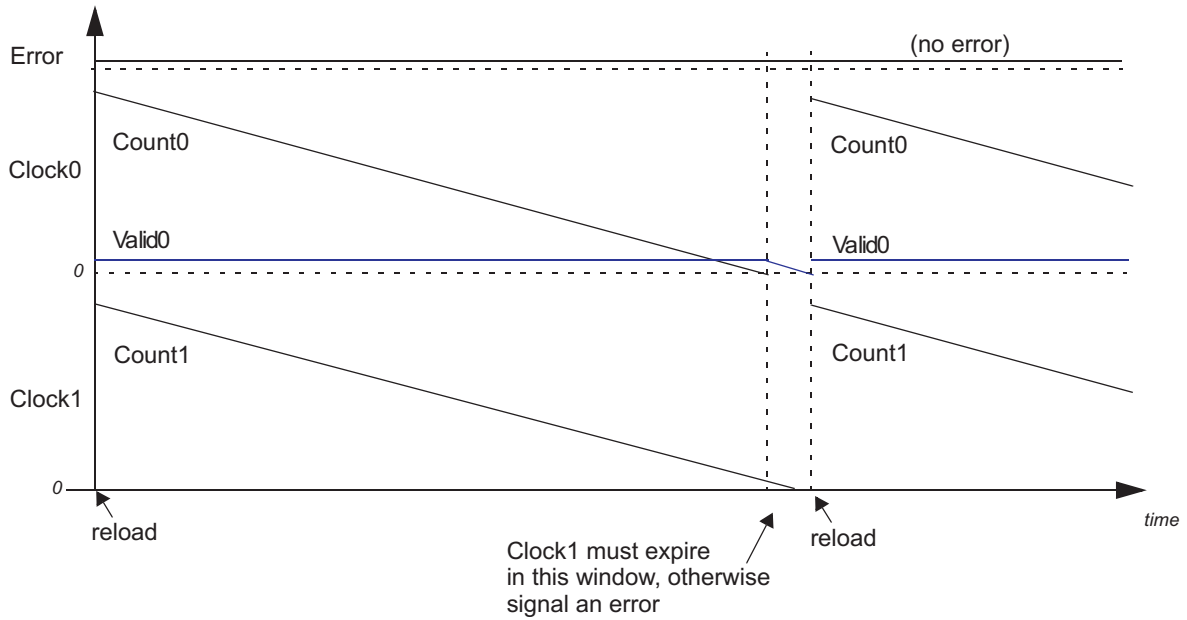 (no error)
Error
Count0
Count0
Clock0
Valid0
Valid0
0
Count1
Count1
Clock1
0
reload
reload
time
Clock1 must expire
in this window, otherwise
signal an error